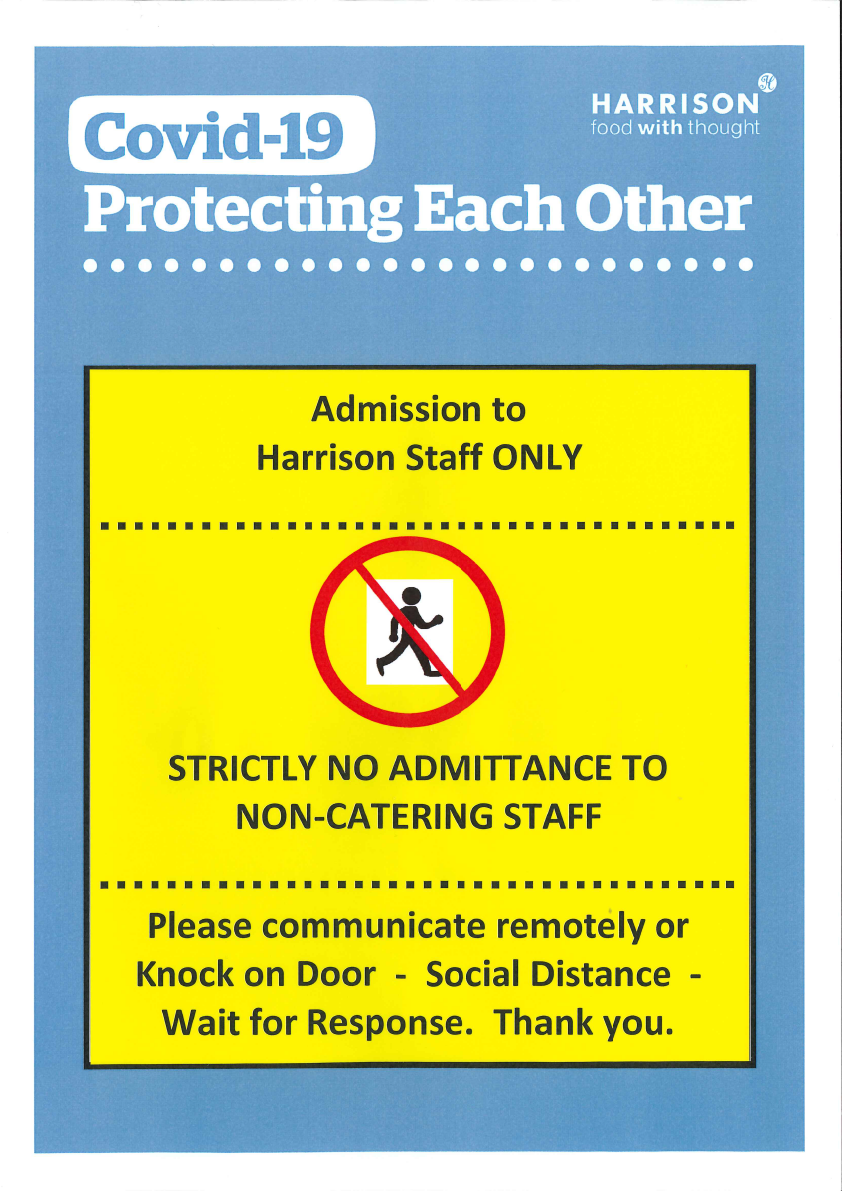 Covid-19
HARRISON
food with thought
Protecting Each Other
Admission to
Harrison Staff ONLY
STRICTLY NO ADMITTANCE TO
NON-CATERING STAFF
Please communicate remotely or
Knock on Door - Social Distance -
Wait for Response. Thank you.